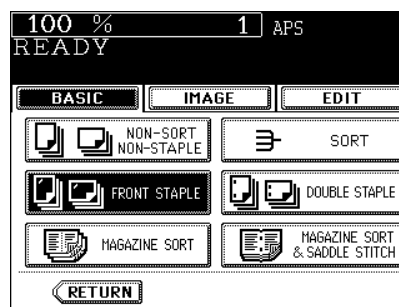 100 % 1 APS
READY
BASIC IMAGE EDIT
NON-SORT
NON-STAPLE
SORT
FRONT STAPLE
DOUBLE STAPLE
MAGAZINE SORT
MAGAZINE SORT
& SADDLE STITCH
RETURN